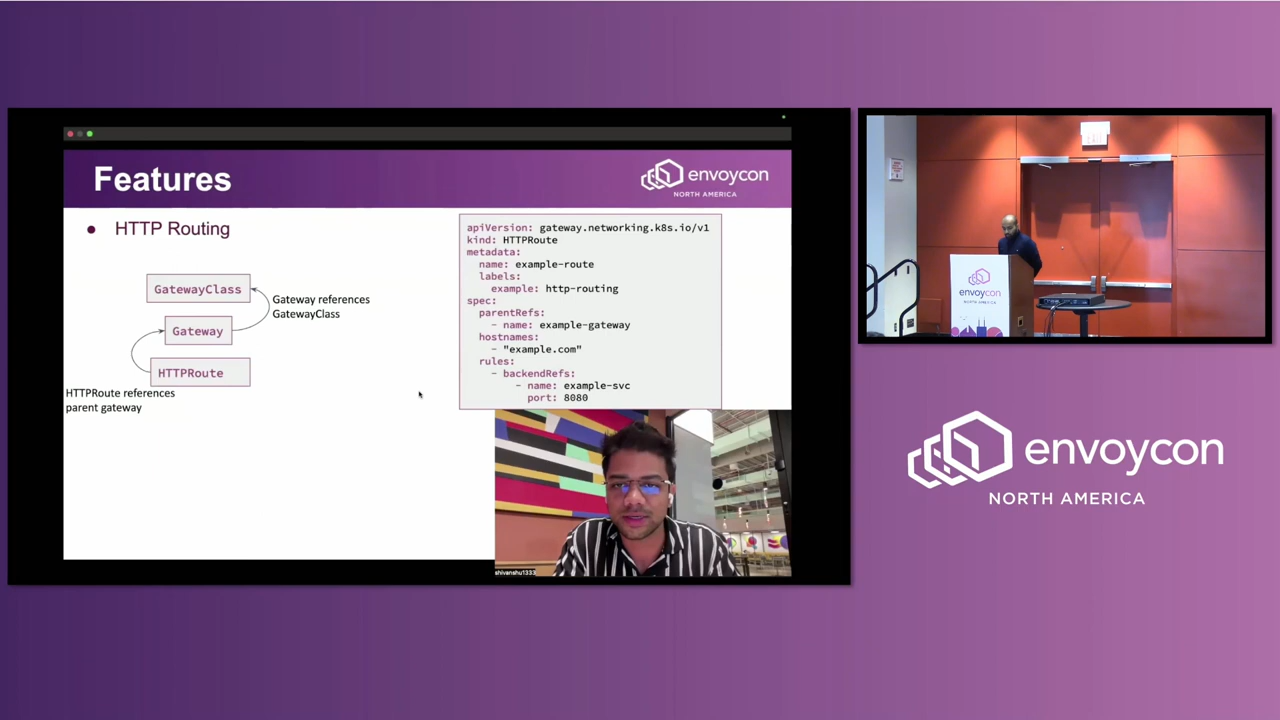 Features
envoycon
NORTH AMERICA
● HTTP Routing
GatewayClass
Gateway references
GatewayClass
Gateway
HTTPRoute
HTTPRoute references
parent gateway
apiVersion: gateway.networking.k8s.io/v1
kind: HTTPRoute
metadata:
  name: example-route
  labels:
    example: http-routing
spec:
  parentRefs:
    - name: example-gateway
  hostnames:
    - "example.com"
  rules:
    - backendRefs:
        - name: example-svc
          port: 8080
shivanshu1333
EXIT
envoycon
NORTH AMERICA
envoycon
NORTH AMERICA